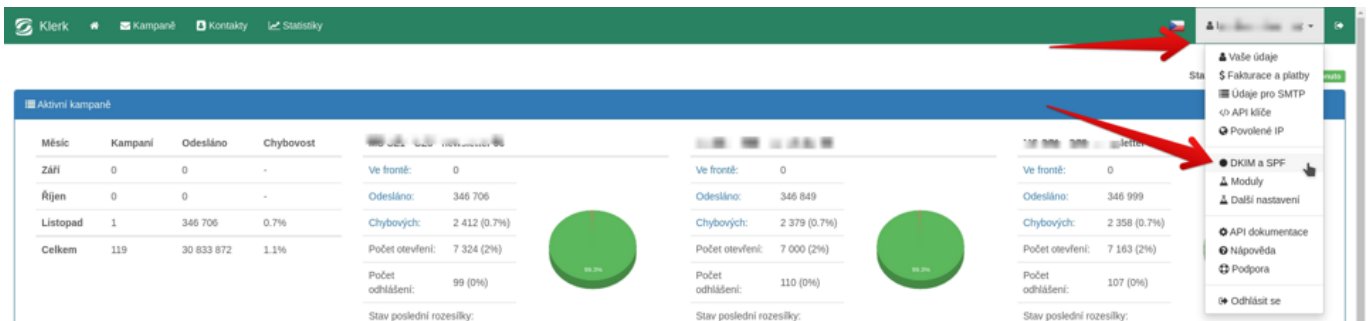 Klerk Kampaně Kontakty Statistiky
Vaše údaje
$ Fakturace a platby
Údaje pro SMTP
</> API klíče
Povolené IP
DKIM a SPF
Moduly
Další nastavení
API dokumentace
Nápověda
Podpora
Odhlásit se
Aktivní kampaně
Měsíc Kampaní Odesláno Chybovost
Září 0 0 -
Říjen 0 0 -
Listopad 1 346 706 0.7%
Celkem 119 30 833 872 1.1%
Ve frontě: 0
Odesláno: 346 706
Chybových: 2 412 (0.7%)
Počet otevření: 7 324 (2%)
Počet
odhlášení: 99 (0%)
Stav poslední rozesílky:
99.3%
Ve frontě: 0
Odesláno: 346 849
Chybových: 2 379 (0.7%)
Počet otevření: 7 000 (2%)
Počet
odhlášení: 110 (0%)
Stav poslední rozesílky:
99.3%
Ve frontě: 0
Odesláno: 346 999
Chybových: 2 358 (0.7%)
Počet otevření: 7 163 (2%)
Počet
odhlášení: 107 (0%)
Stav poslední rozesílky: